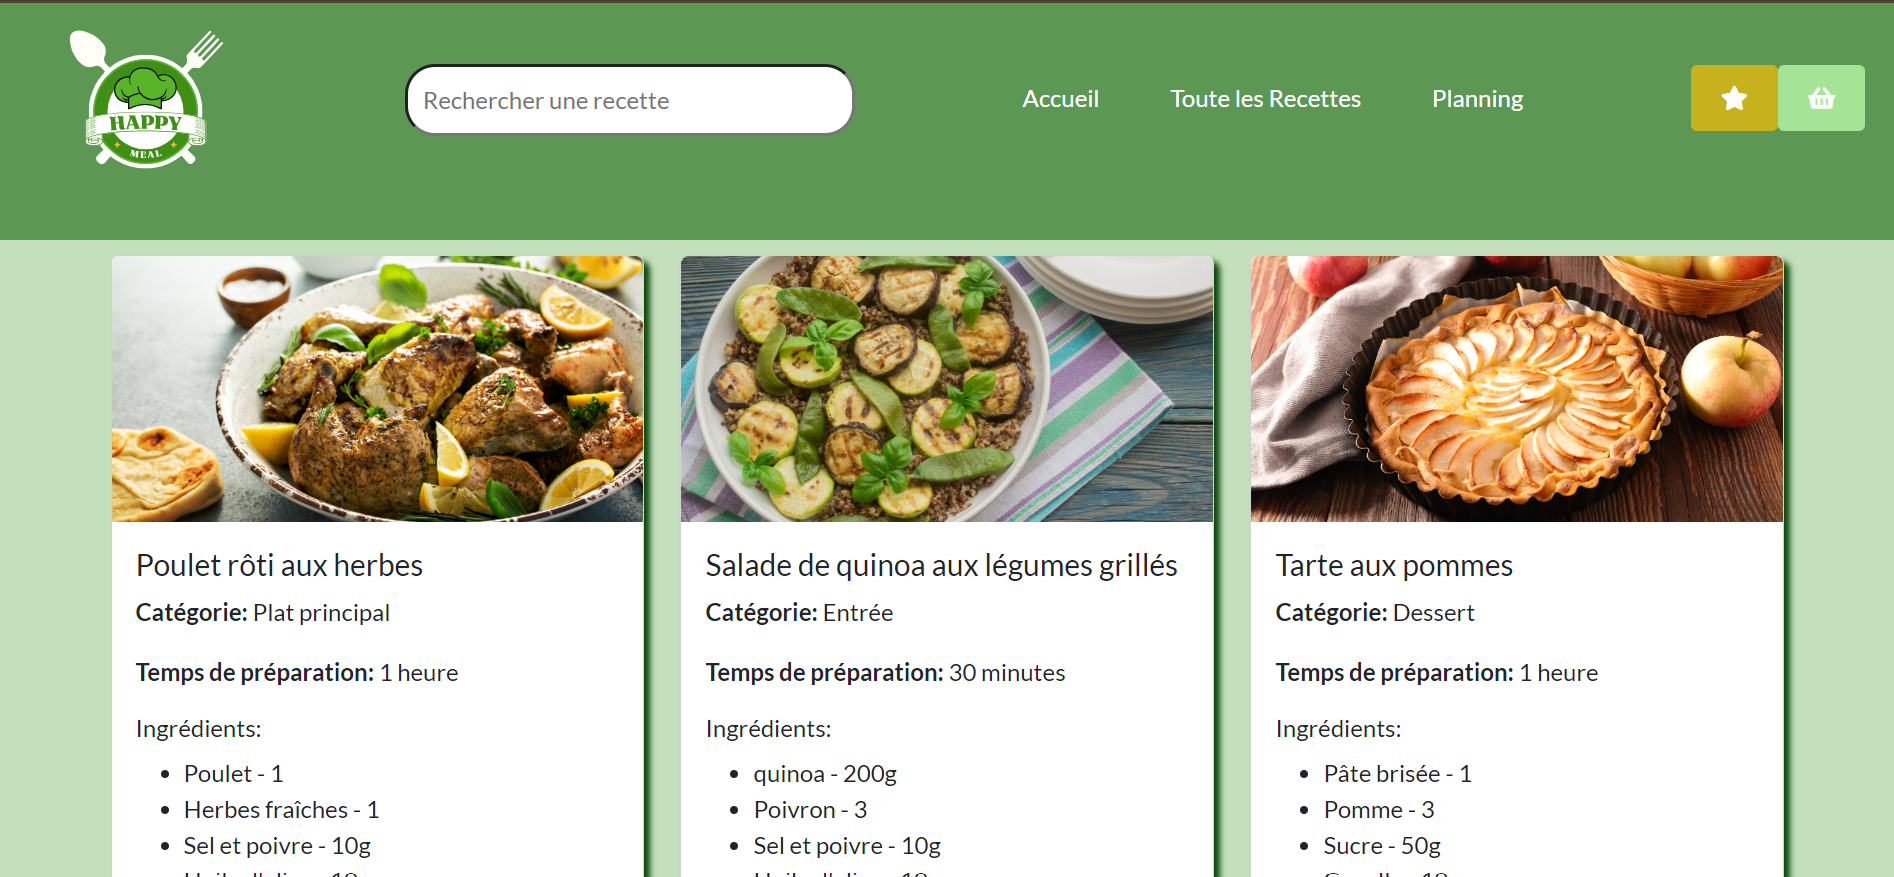 HAPPY
MEAL
Rechercher une recette
Accueil
Toute les Recettes
Planning
Poulet rôti aux herbes
Catégorie: Plat principal
Temps de préparation: 1 heure
Ingrédients:
Poulet - 1
Herbes fraîches - 1
Sel et poivre - 10g
Salade de quinoa aux légumes grillés
Catégorie: Entrée
Temps de préparation: 30 minutes
Ingrédients:
quinoa - 200g
Poivron - 3
Sel et poivre - 10g
Tarte aux pommes
Catégorie: Dessert
Temps de préparation: 1 heure
Ingrédients:
Pâte brisée - 1
Pomme - 3
Sucre - 50g